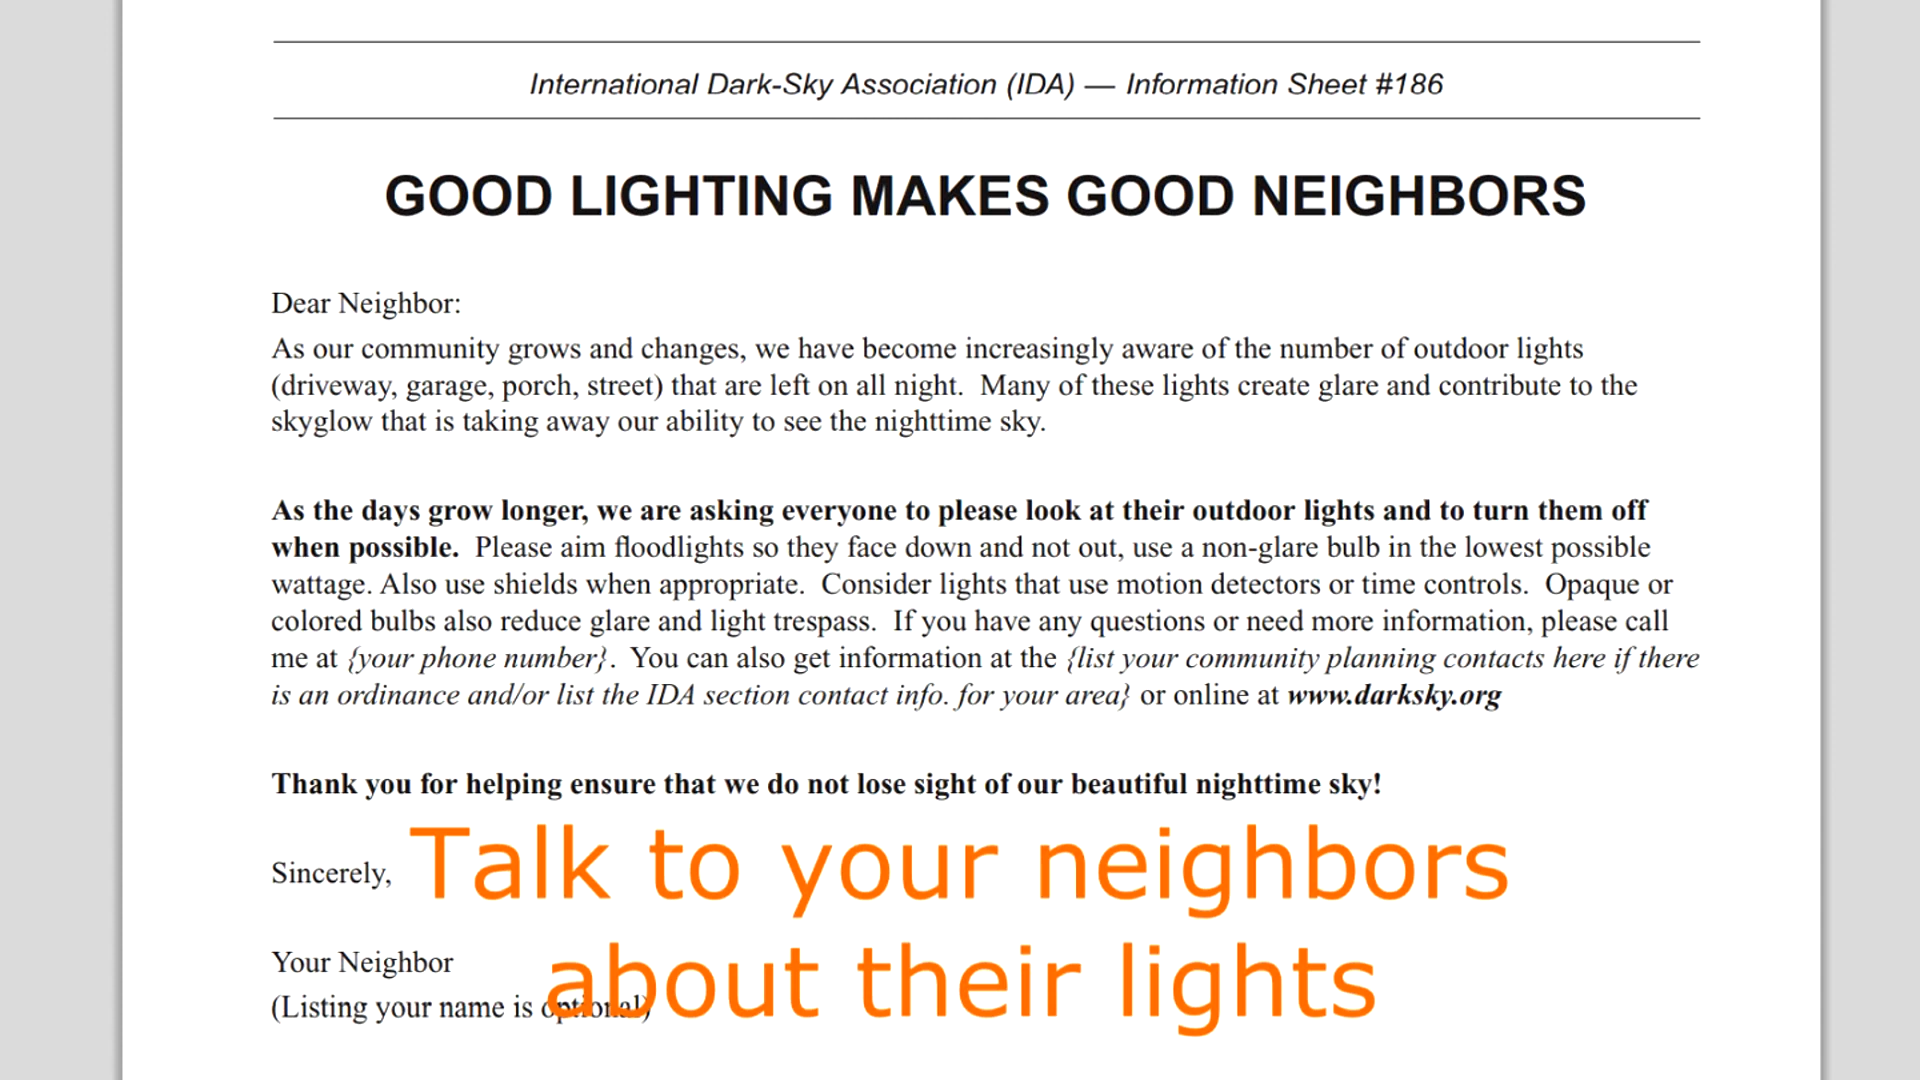 International Dark-Sky Association (IDA) — Information Sheet #186
GOOD LIGHTING MAKES GOOD NEIGHBORS
Dear Neighbor:
As our community grows and changes, we have become increasingly aware of the number of outdoor lights
(driveway, garage, porch, street) that are left on all night.  Many of these lights create glare and contribute to the
skyglow that is taking away our ability to see the nighttime sky.
As the days grow longer, we are asking everyone to please look at their outdoor lights and to turn them off
when possible.  Please aim floodlights so they face down and not out, use a non-glare bulb in the lowest possible
wattage. Also use shields when appropriate.  Consider lights that use motion detectors or time controls.  Opaque or
colored bulbs also reduce glare and light trespass.  If you have any questions or need more information, please call
me at {your phone number}.  You can also get information at the {list your community planning contacts here if there
is an ordinance and/or list the IDA section contact info. for your area} or online at www.darksky.org
Thank you for helping ensure that we do not lose sight of our beautiful nighttime sky!
Sincerely,
Talk to your neighbors
about their lights
Your Neighbor
(Listing your name is optional)